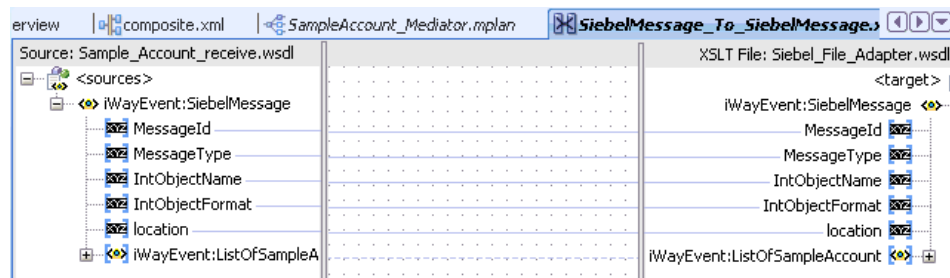 erview composite.xml SampleAccount_Mediator.mplan SiebelMessage_To_SiebelMessage.x
Source: Sample_Account_receive.wsdl XSLT File: Siebel_File_Adapter.wsdl
<sources> <target>
iWayEvent:SiebelMessage iWayEvent:SiebelMessage
MessageId MessageId
MessageType MessageType
IntObjectName IntObjectName
IntObjectFormat IntObjectFormat
location location
iWayEvent:ListOfSampleA iWayEvent:ListOfSampleAccount